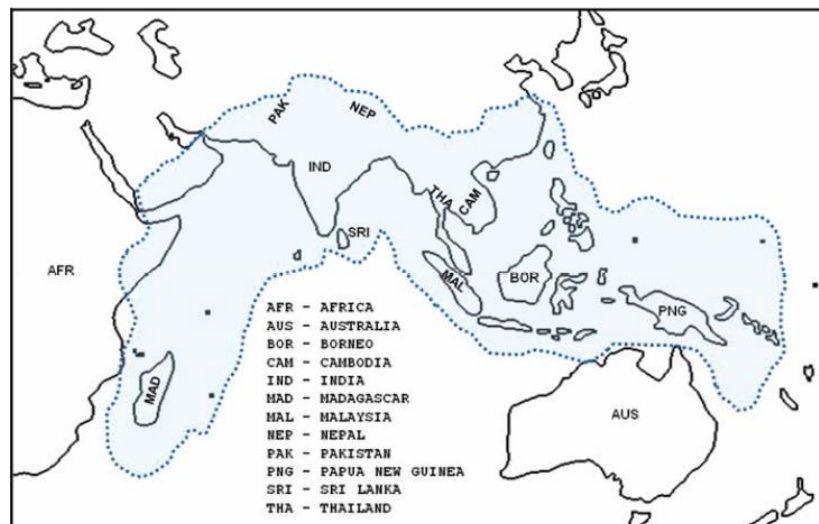 PAK
NEP
IND
THA
CAM
SRI
AFR
MAL
BOR
PNG
MAD
AUS
AFR - AFRICA
AUS - AUSTRALIA
BOR - BORNEO
CAM - CAMBODIA
IND - INDIA
MAD - MADAGASCAR
MAL - MALAYSIA
NEP - NEPAL
PAK - PAKISTAN
PNG - PAPUA NEW GUINEA
SRI - SRI LANKA
THA - THAILAND